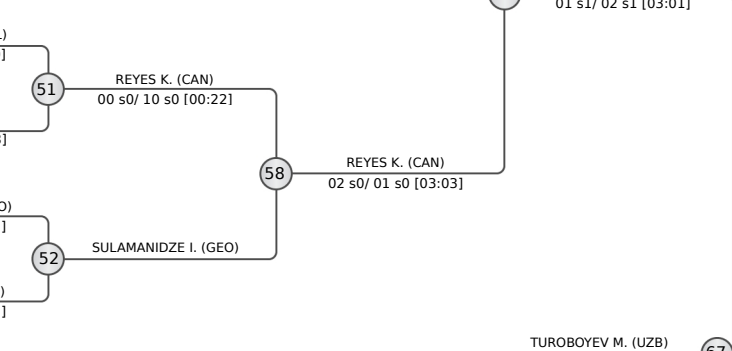 01 s1/ 02 s1 [03:01]
)
]
51
REYES K. (CAN)
00 s0/ 10 s0 [00:22]
]
58
REYES K. (CAN)
02 s0/ 01 s0 [03:03]
O)
]
52
SULAMANIDZE I. (GEO)
)
]
TUROBOYEV M. (UZB)
67